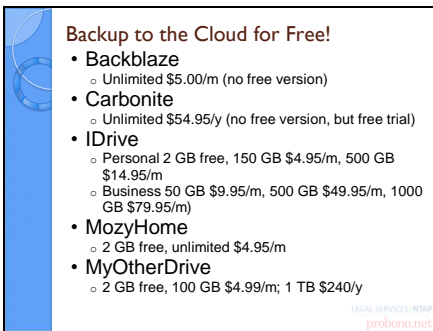 Backup to the Cloud for Free!
• Backblaze
○ Unlimited $5.00/m (no free version)
• Carbonite
○ Unlimited $54.95/y (no free version, but free trial)
• IDrive
○ Personal 2 GB free, 150 GB $4.95/m, 500 GB
$14.95/m
○ Business 50 GB $9.95/m, 500 GB $49.95/m, 1000
GB $79.95/m)
• MozyHome
○ 2 GB free, unlimited $4.95/m
• MyOtherDrive
○ 2 GB free, 100 GB $4.99/m; 1 TB $240/y
LEGAL SERVICES NTAP
probono.net